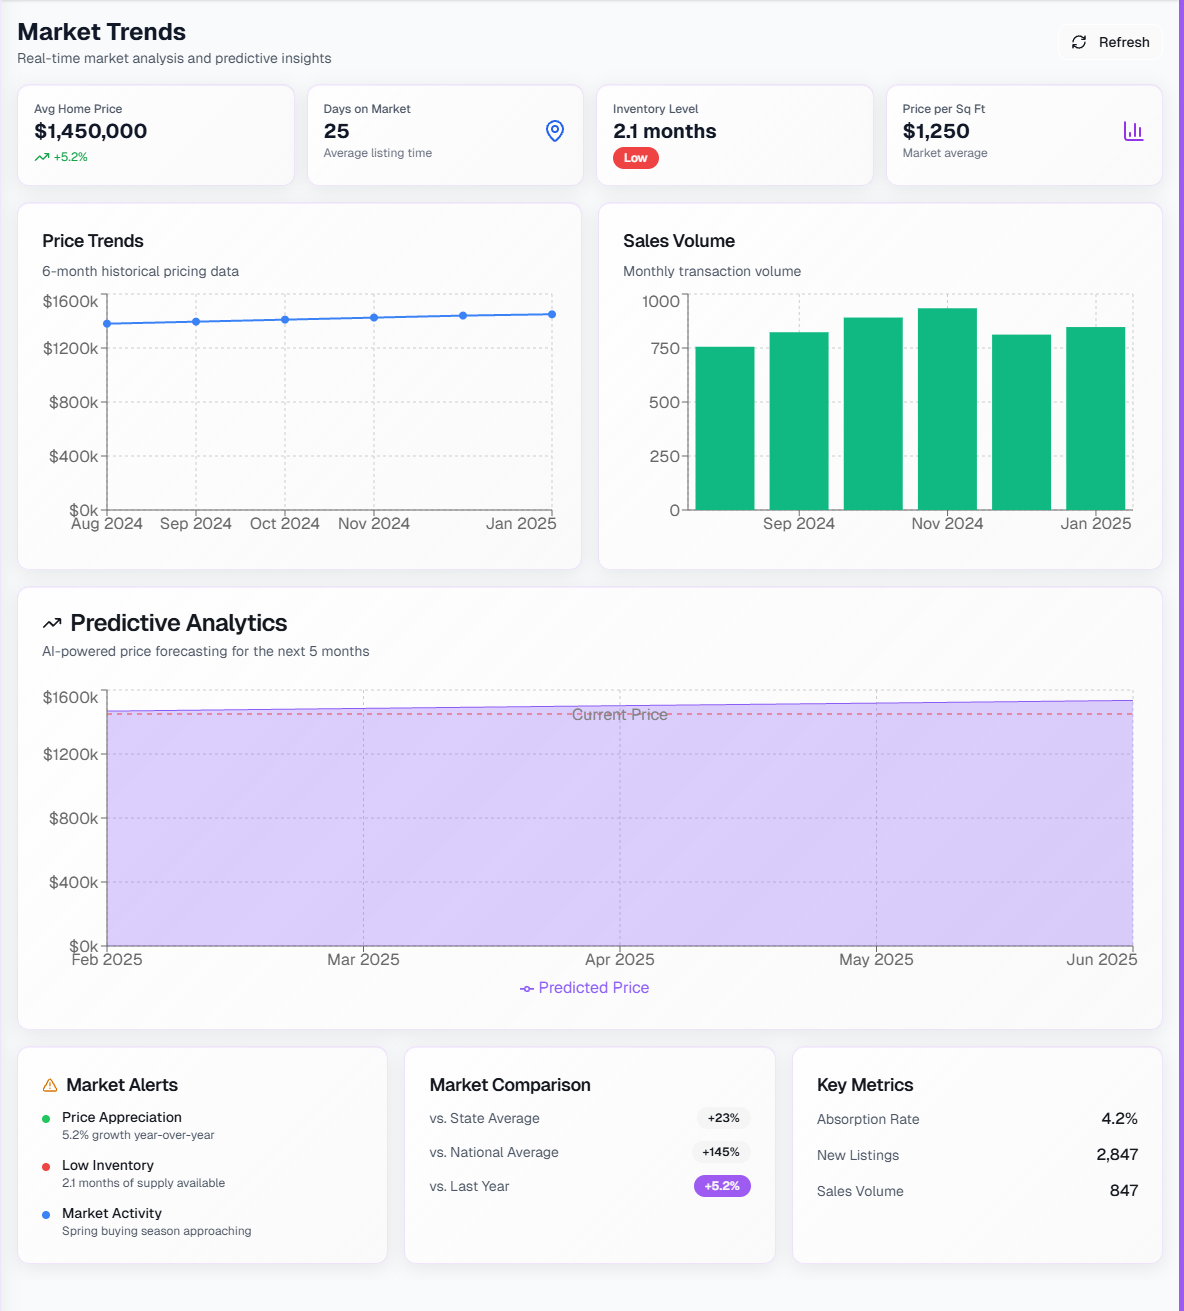 Market Trends
Real-time market analysis and predictive insights
Refresh
Avg Home Price
$1,450,000
+5.2%
Days on Market
25
Average listing time
Inventory Level
2.1 months
Low
Price per Sq Ft
$1,250
Market average
Price Trends
6-month historical pricing data
$1600k
$1200k
$800k
$400k
$0k
Aug 2024 Sep 2024 Oct 2024 Nov 2024 Jan 2025
Sales Volume
Monthly transaction volume
1000
750
500
250
0
Sep 2024 Nov 2024 Jan 2025
Predictive Analytics
AI-powered price forecasting for the next 5 months
$1600k
Current Price
$1200k
$800k
$400k
$0k
Feb 2025 Mar 2025 Apr 2025 May 2025 Jun 2025
Predicted Price
Market Alerts
Price Appreciation
5.2% growth year-over-year
Low Inventory
2.1 months of supply available
Market Activity
Spring buying season approaching
Market Comparison
vs. State Average +23%
vs. National Average +145%
vs. Last Year +5.2%
Key Metrics
Absorption Rate 4.2%
New Listings 2,847
Sales Volume 847